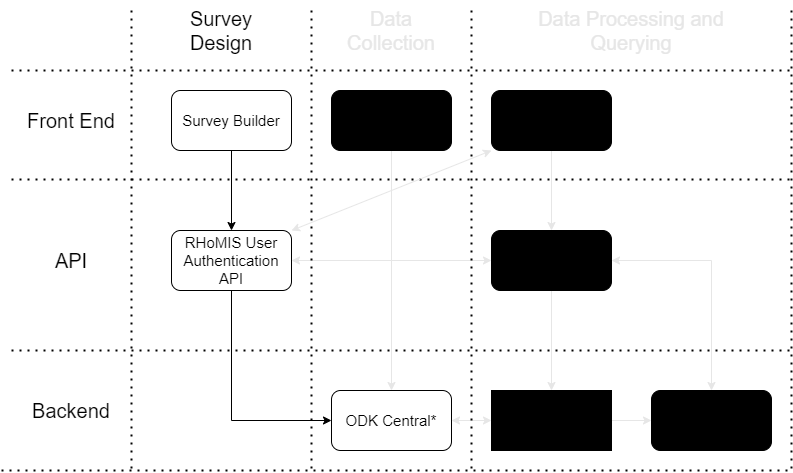 Survey
Design
Data
Collection
Data Processing and
Querying
Front End
Survey Builder
API
RHoMIS User
Authentication
API
Backend
ODK Central*